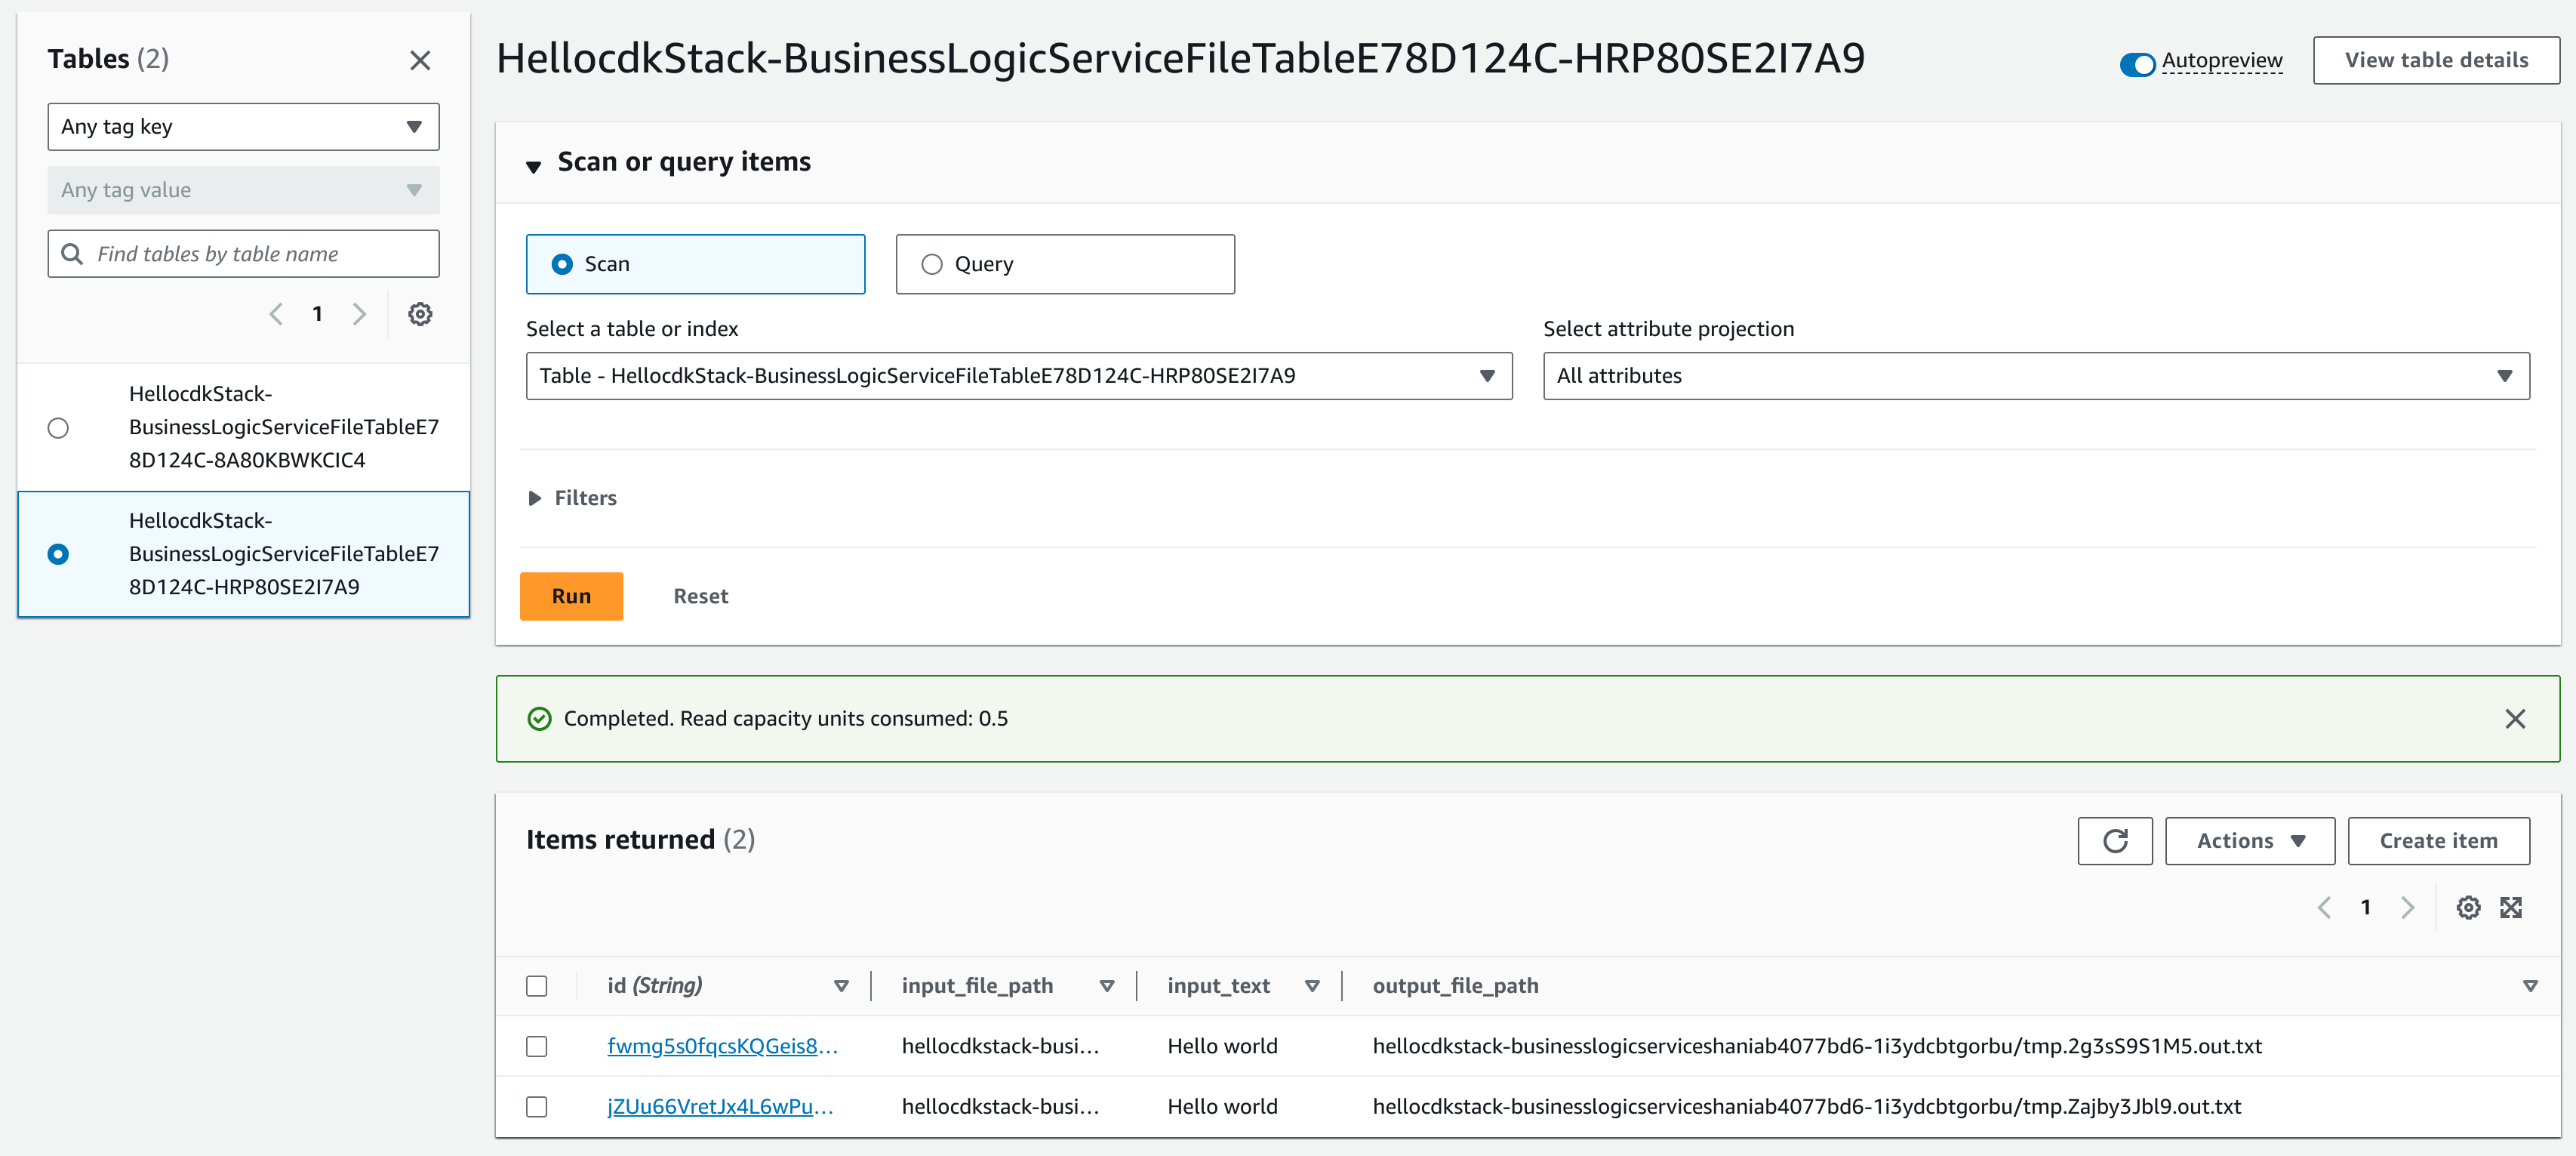 Tables (2)
Any tag key
Any tag value
Find tables by table name
1
HellocdkStack-
BusinessLogicServiceFileTableE7
8D124C-8A80KBWKCIC4
HellocdkStack-
BusinessLogicServiceFileTableE7
8D124C-HRP80SE2I7A9
HellocdkStack-BusinessLogicServiceFileTableE78D124C-HRP80SE2I7A9
Autopreview
View table details
Scan or query items
Scan
Query
Select a table or index
Select attribute projection
Table - HellocdkStack-BusinessLogicServiceFileTableE78D124C-HRP80SE2I7A9
All attributes
Filters
Run
Reset
Completed. Read capacity units consumed: 0.5
Items returned (2)
Actions
Create item
1
id (String) input_file_path input_text output_file_path
fwmg5s0fqcsKQGeis8... hellocdkstack-busi... Hello world hellocdkstack-businesslogicserviceshaniab4077bd6-1i3ydcbtgorbu/tmp.2g3sS9S1M5.out.txt
jZUu66VretJx4L6wPu... hellocdkstack-busi... Hello world hellocdkstack-businesslogicserviceshaniab4077bd6-1i3ydcbtgorbu/tmp.Zajby3Jbl9.out.txt